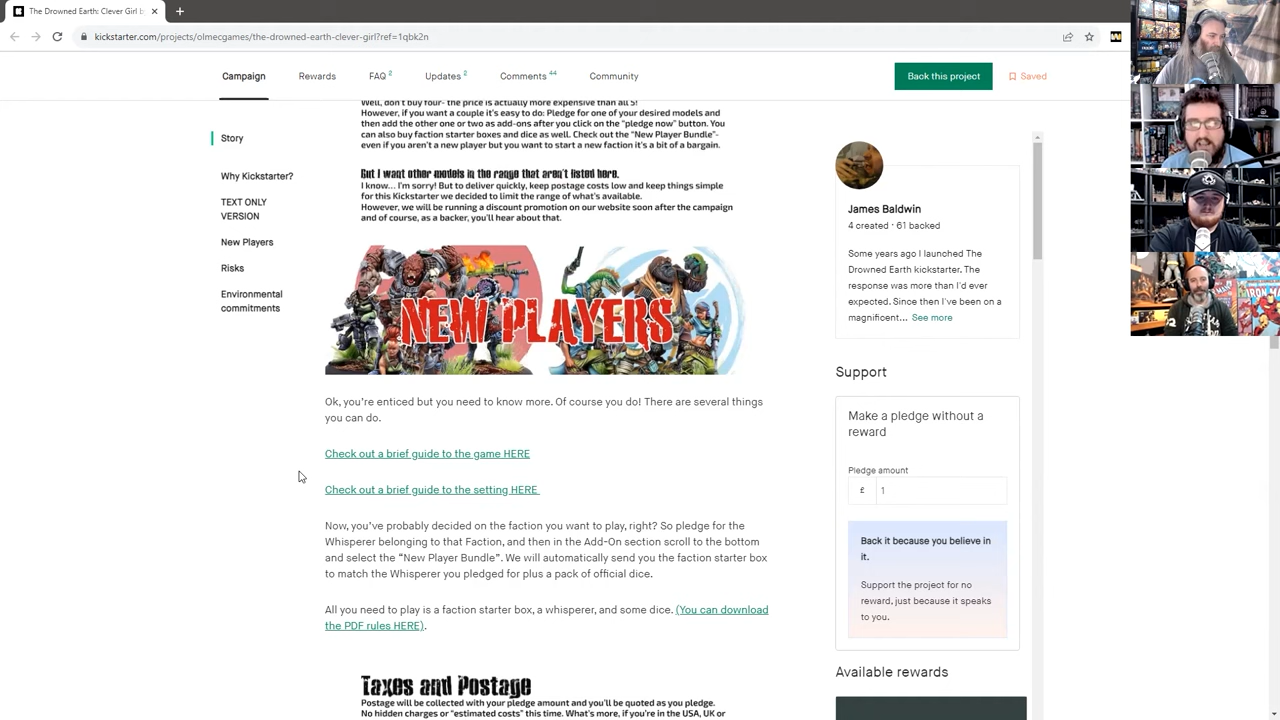 The Drowned Earth: Clever Girl b
kickstarter.com/projects/olmecgames/the-drowned-earth-clever-girl?ref=1qbk2n
Campaign
Rewards
FAQ 2
Updates 2
Comments 44
Community
Back this project
Saved
Story
Why Kickstarter?
TEXT ONLY
VERSION
New Players
Risks
Environmental
commitments
Well, don't buy four- the price is actually more expensive than all 5!
However, if you want a couple it's easy to do: Pledge for one of your desired models and
then add the other one or two as add-ons after you click on the "pledge now" button. You
can also buy faction starter boxes and dice as well. Check out the "New Player Bundle"-
even if you aren't a new player but you want to start a new faction it's a bit of a bargain.
But I want other models in the range that aren't listed here.
I know... I'm sorry! But to deliver quickly, keep postage costs low and keep things simple
for this Kickstarter we decided to limit the range of what's available.
However, we will be running a discount promotion on our website soon after the campaign
and of course, as a backer, you'll hear about that.
NEW PLAYERS
Ok, you're enticed but you need to know more. Of course you do! There are several things
you can do.
Check out a brief guide to the game HERE
Check out a brief guide to the setting HERE
Now, you've probably decided on the faction you want to play, right? So pledge for the
Whisperer belonging to that Faction, and then in the Add-On section scroll to the bottom
and select the "New Player Bundle". We will automatically send you the faction starter box
to match the Whisperer you pledged for plus a pack of official dice.
All you need to play is a faction starter box, a whisperer, and some dice. (You can download
the PDF rules HERE).
Taxes and Postage
Postage will be collected with your pledge amount and you'll be quoted as you pledge.
No hidden charges or "estimated costs" this time. What's more, if you're in the USA, UK or
James Baldwin
4 created · 61 backed
Some years ago I launched The
Drowned Earth kickstarter. The
response was more than I'd ever
expected. Since then I've been on a
magnificent... See more
Support
Make a pledge without a
reward
Pledge amount
£ 1
Back it because you believe in
it.
Support the project for no
reward, just because it speaks
to you.
Available rewards